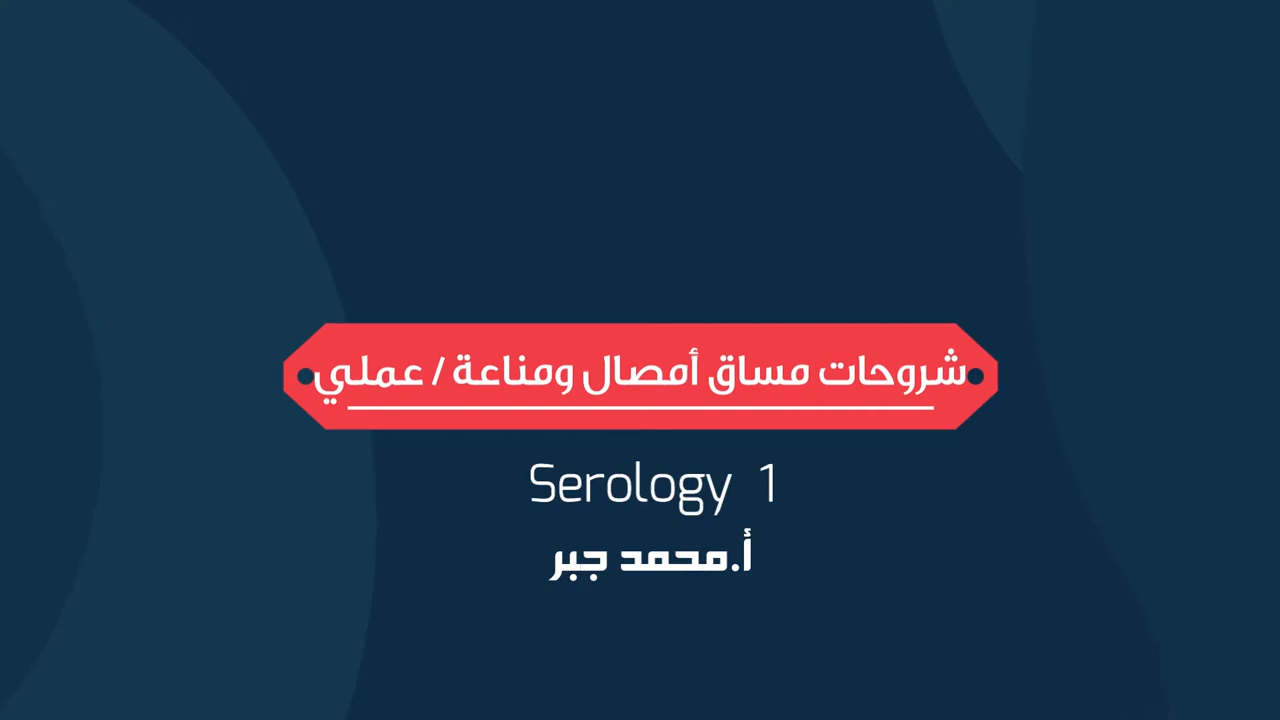 شروحات مساق أمصال ومناعة / عملي
Serology 1
أ.محمد جبر